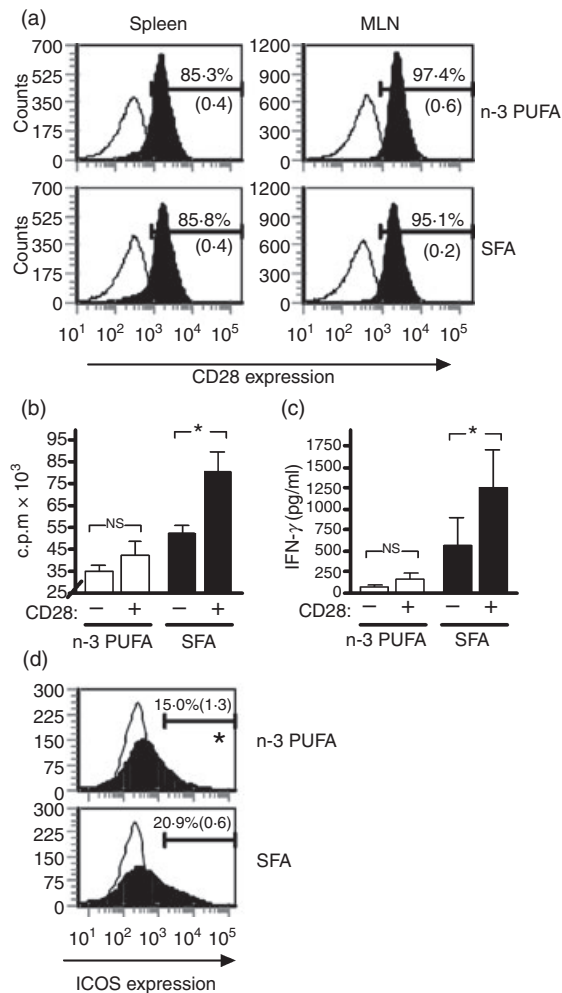 (a)
Spleen
MLN
700
525
350
175
0
Counts
85·3%
(0·4)
1200
900
600
300
0
97·4%
(0·6)
n-3 PUFA
700
525
350
175
0
Counts
85·8%
(0·4)
1200
900
600
300
0
95·1%
(0·2)
SFA
10¹ 10² 10³ 10⁴ 10⁵
10¹ 10² 10³ 10⁴ 10⁵
CD28 expression
(b)
95
85
75
65
55
45
35
25
c.p.m × 10³
NS
*
CD28: − + − +
n-3 PUFA SFA
(c)
1750
1500
1250
1000
750
500
250
0
IFN-γ (pg/ml)
NS
*
CD28: − + − +
n-3 PUFA SFA
(d)
300
225
150
75
0
15·0%(1·3)
*
n-3 PUFA
300
225
150
75
0
20·9%(0·6)
SFA
10¹ 10² 10³ 10⁴ 10⁵
ICOS expression